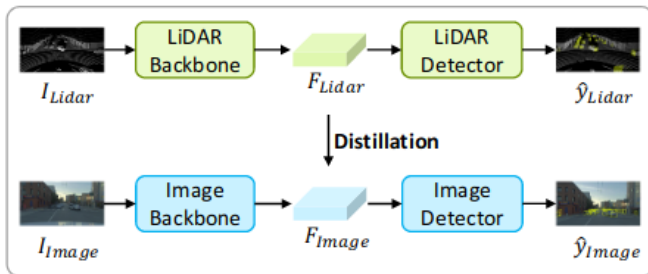 LiDAR
Backbone
LiDAR
Detector
I_Lidar
F_Lidar
ŷ_Lidar
Distillation
Image
Backbone
Image
Detector
I_Image
F_Image
ŷ_Image